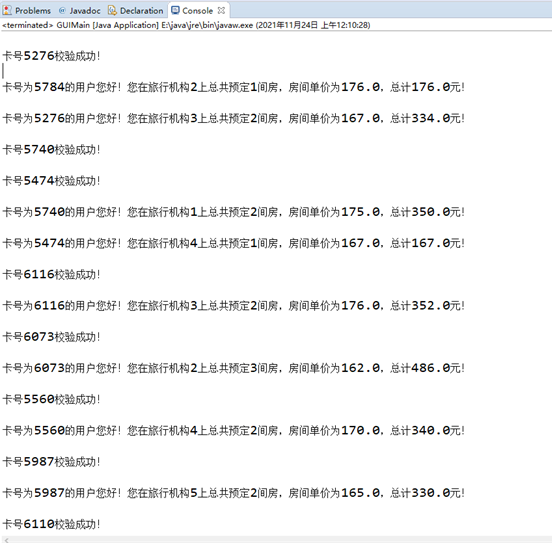 Problems @ Javadoc Declaration Console
<terminated> GUIMain [Java Application] E:\java\jre\bin\javaw.exe (2021年11月24日 上午12:10:28)
卡号5276校验成功!
卡号为5784的用户您好! 您在旅行机构2上总共预定1间房, 房间单价为176.0, 总计176.0元!
卡号为5276的用户您好! 您在旅行机构3上总共预定2间房, 房间单价为167.0, 总计334.0元!
卡号5740校验成功!
卡号5474校验成功!
卡号为5740的用户您好! 您在旅行机构1上总共预定2间房, 房间单价为175.0, 总计350.0元!
卡号为5474的用户您好! 您在旅行机构4上总共预定1间房, 房间单价为167.0, 总计167.0元!
卡号6116校验成功!
卡号为6116的用户您好! 您在旅行机构3上总共预定2间房, 房间单价为176.0, 总计352.0元!
卡号6073校验成功!
卡号为6073的用户您好! 您在旅行机构2上总共预定3间房, 房间单价为162.0, 总计486.0元!
卡号5560校验成功!
卡号为5560的用户您好! 您在旅行机构4上总共预定2间房, 房间单价为170.0, 总计340.0元!
卡号5987校验成功!
卡号为5987的用户您好! 您在旅行机构5上总共预定2间房, 房间单价为165.0, 总计330.0元!
卡号6110校验成功!